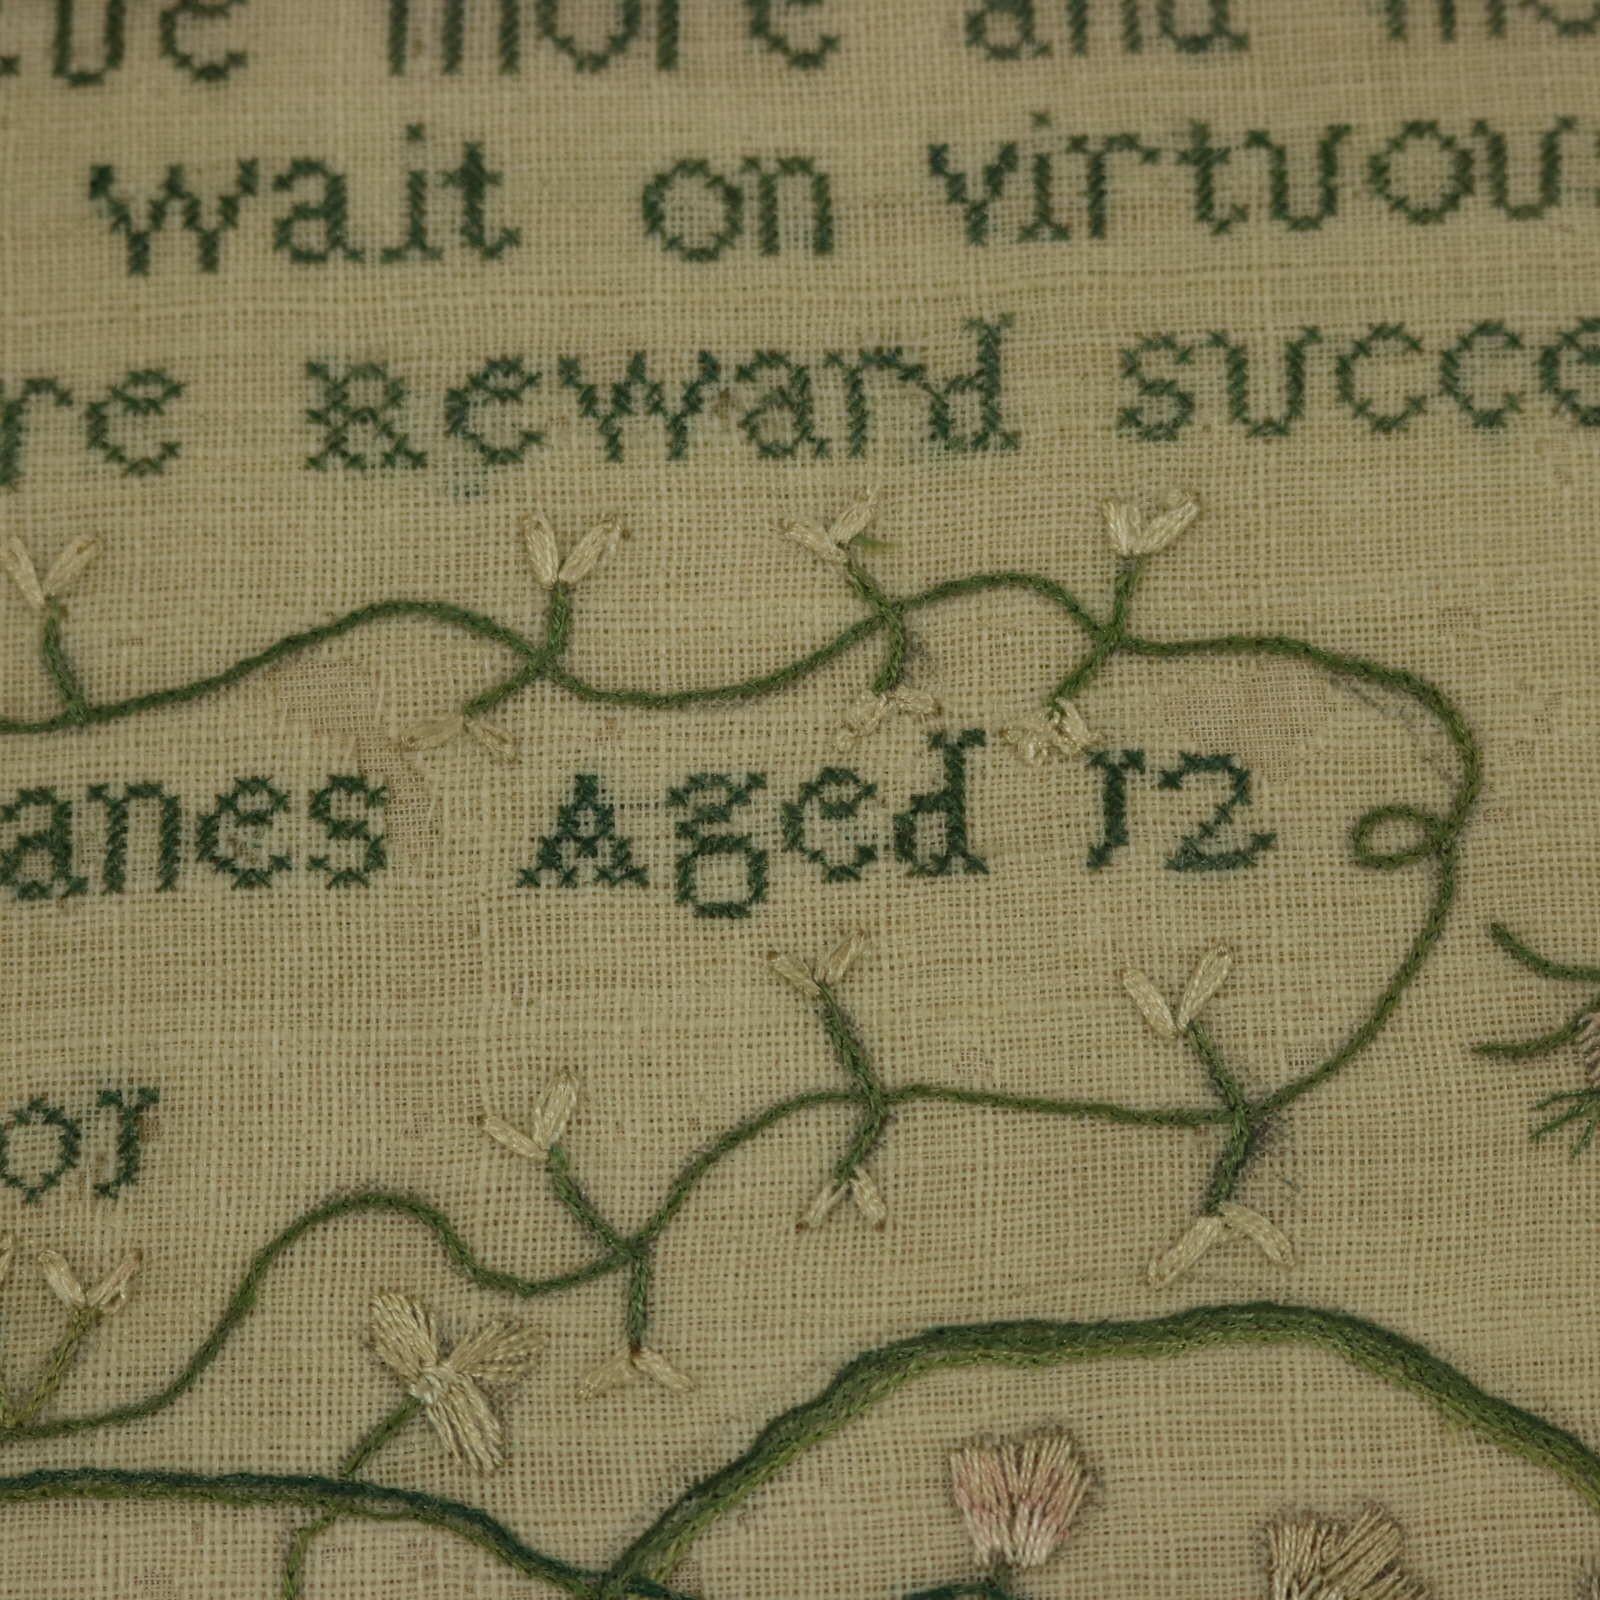 more and
wait on virtuou
re Reward succe
anes Aged 12
or